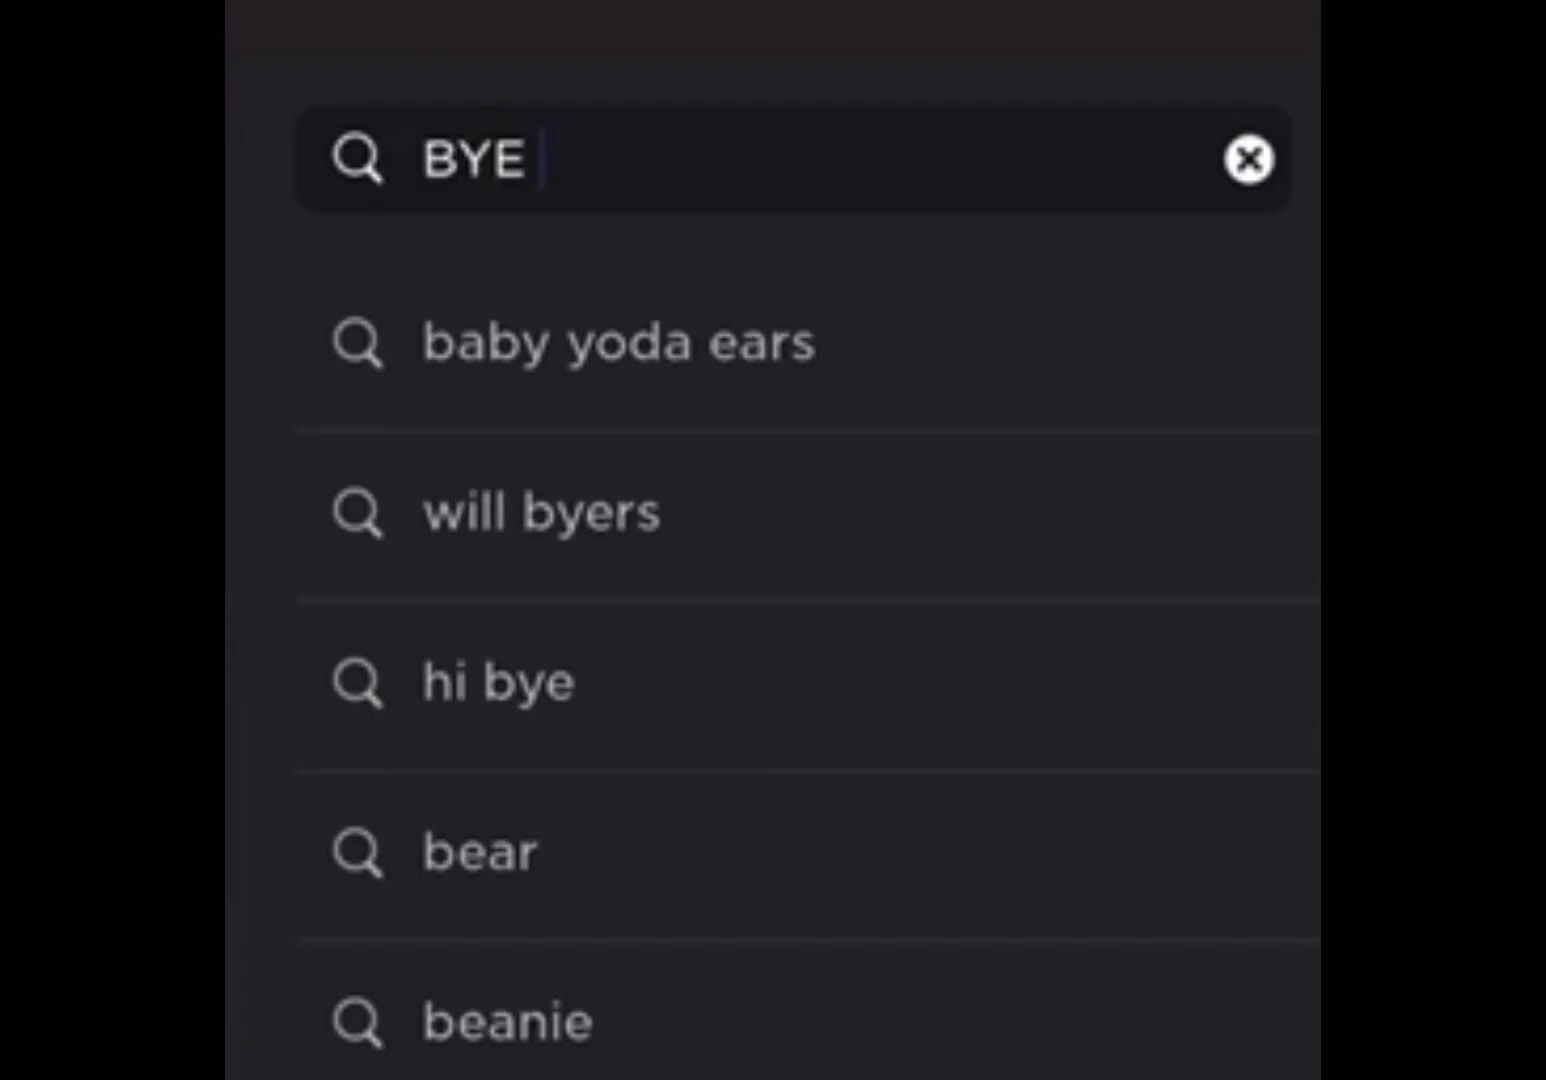 BYE
baby yoda ears
will byers
hi bye
bear
beanie